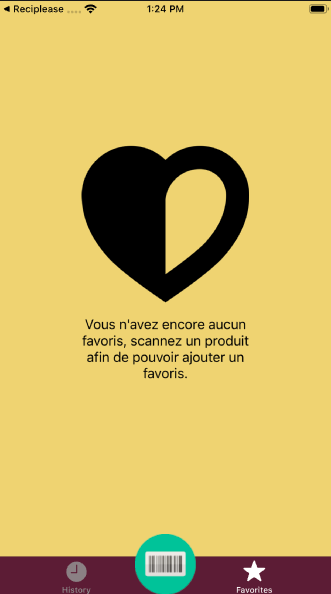 ◀ Reciplease 1:24 PM
Vous n'avez encore aucun
favoris, scannez un produit
afin de pouvoir ajouter un
favoris.
History Favorites